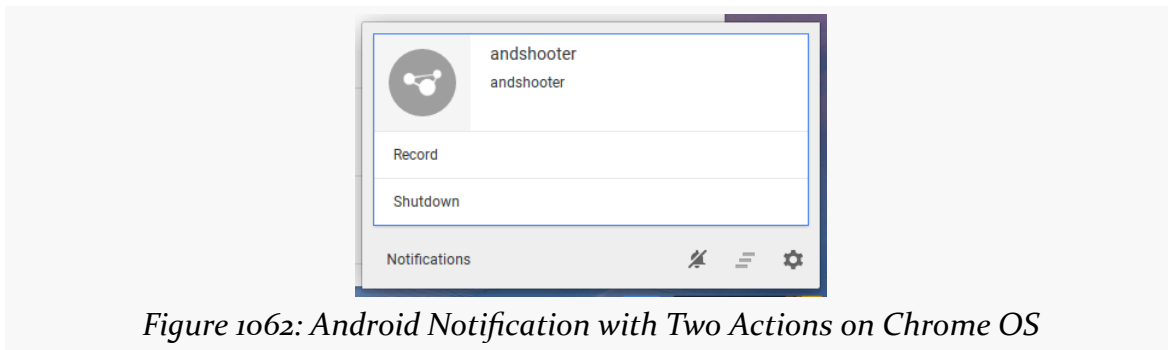 andshooter
andshooter
Record
Shutdown
Notifications
Figure 1062: Android Notification with Two Actions on Chrome OS